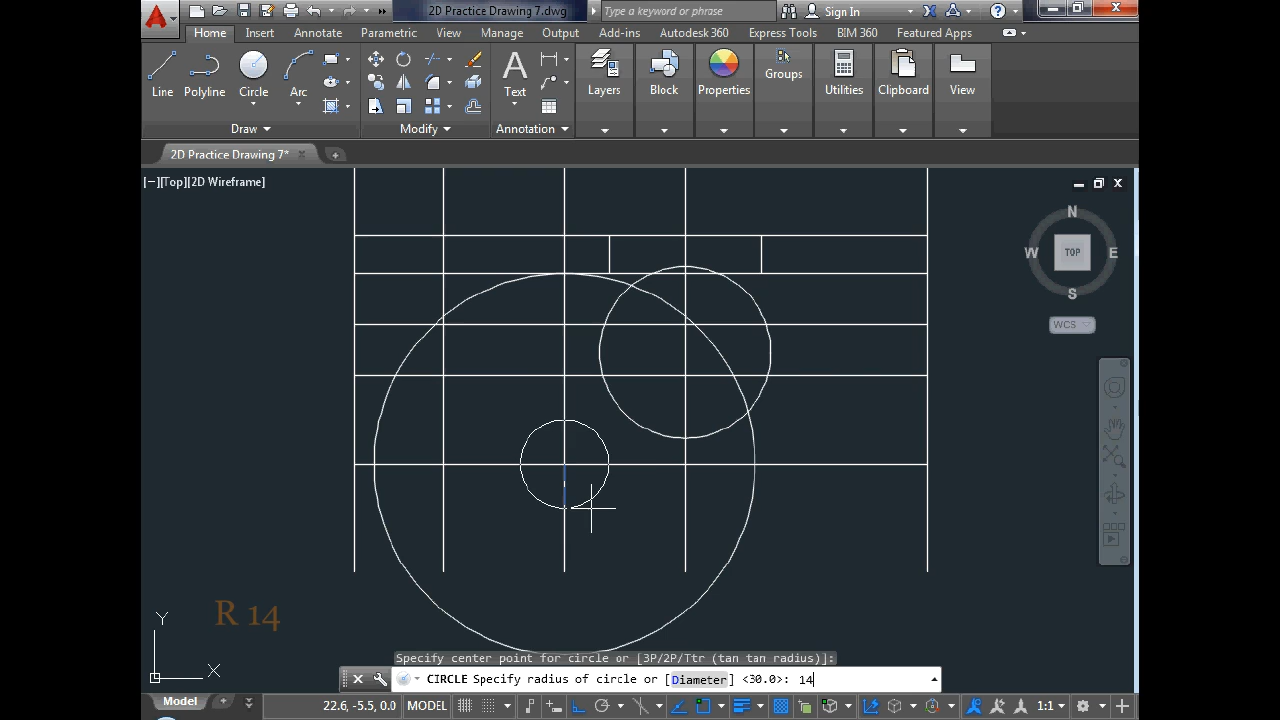 2D Practice Drawing 7.dwg
Type a keyword or phrase
Sign In
Home Insert Annotate Parametric View Manage Output Add-ins Autodesk 360 Express Tools BIM 360 Featured Apps
Line Polyline Circle Arc Text Layers Block Properties Groups Utilities Clipboard View
Draw Modify Annotation
2D Practice Drawing 7*
[−][Top][2D Wireframe]
N
W TOP E
S
WCS
R 14
Y
X
Specify center point for circle or [3P/2P/Ttr (tan tan radius)]:
CIRCLE Specify radius of circle or [Diameter] <30.0>: 14
Model
22.6, -5.5, 0.0 MODEL 1:1